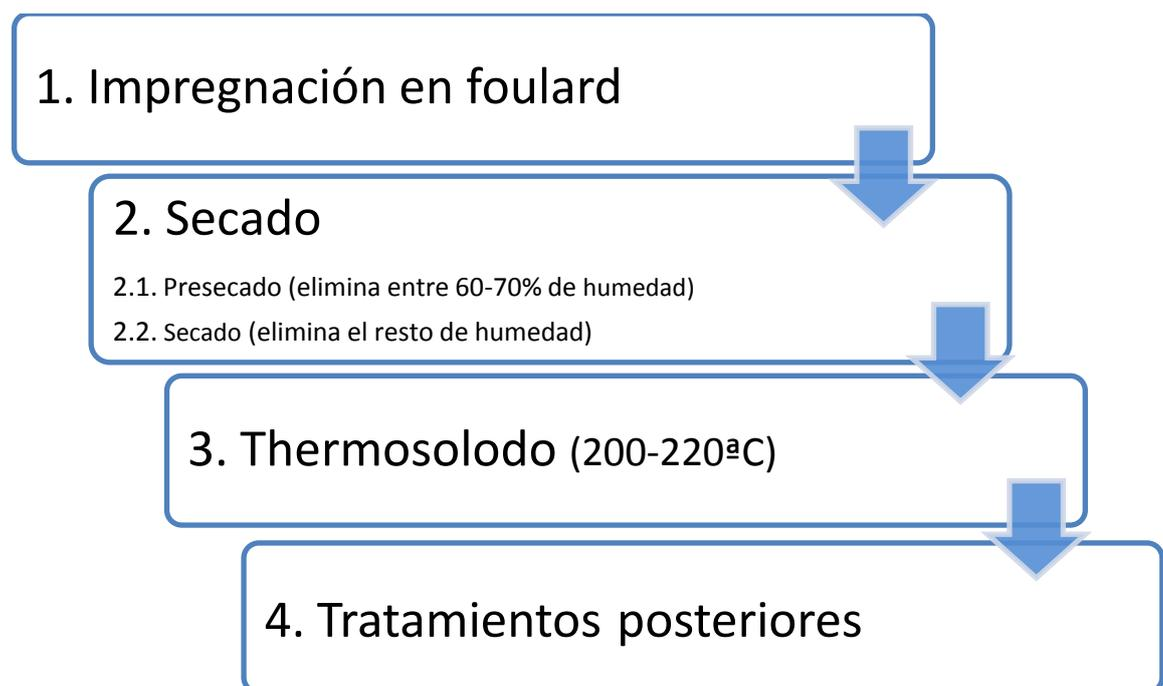 1. Impregnación en foulard
2. Secado
2.1. Presecado (elimina entre 60-70% de humedad)
2.2. Secado (elimina el resto de humedad)
3. Thermosolodo (200-220ªC)
4. Tratamientos posteriores